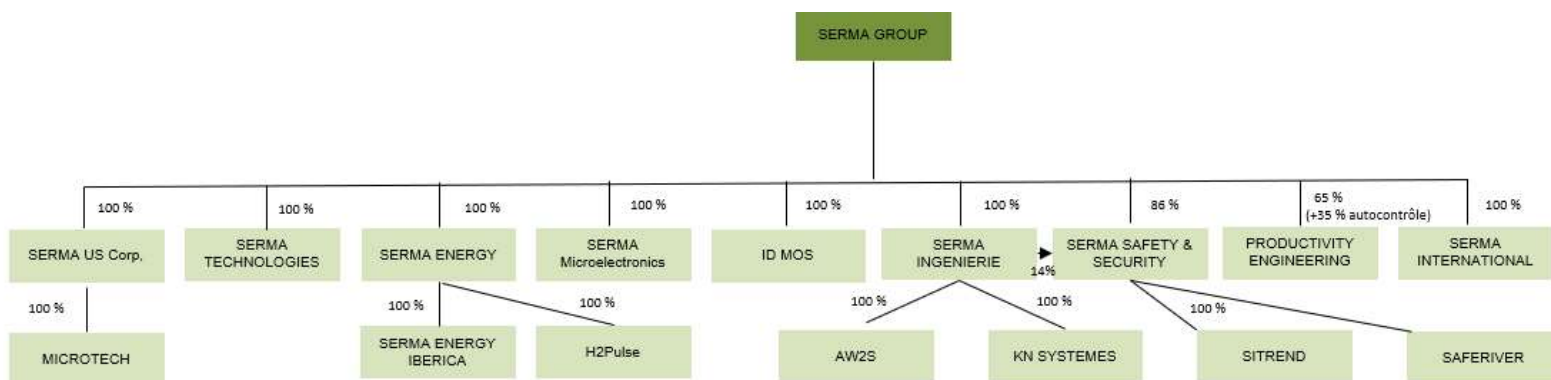 SERMA GROUP
100 %
100 %
100 %
100 %
100 %
100 %
86 %
65 %
(+35 % autocontrôle)
100 %
SERMA US Corp.
SERMA
TECHNOLOGIES
SERMA ENERGY
SERMA
Microelectronics
ID MOS
SERMA
INGENIERIE
14%
SERMA SAFETY &
SECURITY
PRODUCTIVITY
ENGINEERING
SERMA
INTERNATIONAL
100 %
100 %
100 %
100 %
100 %
100 %
MICROTECH
SERMA ENERGY
IBERICA
H2Pulse
AW2S
KN SYSTEMES
SITREND
SAFERIVER